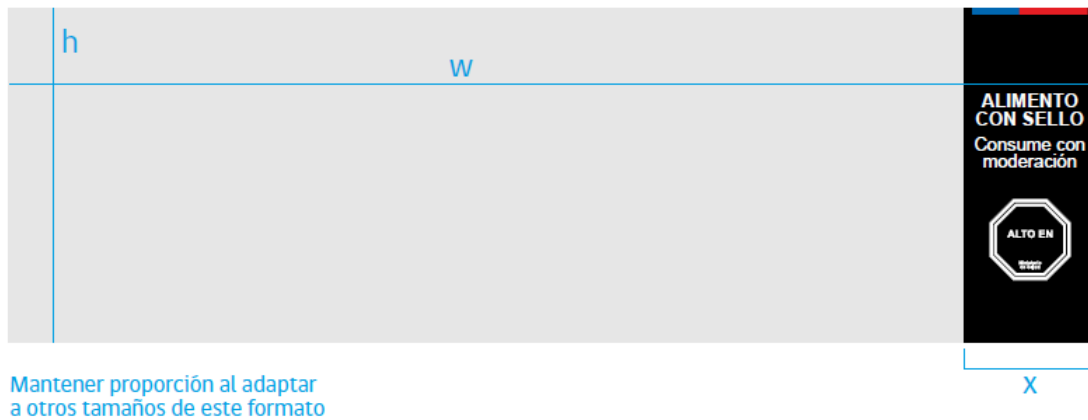 h
w
ALIMENTO
CON SELLO
Consume con
moderación
ALTO EN
x
Mantener proporción al adaptar
a otros tamaños de este formato